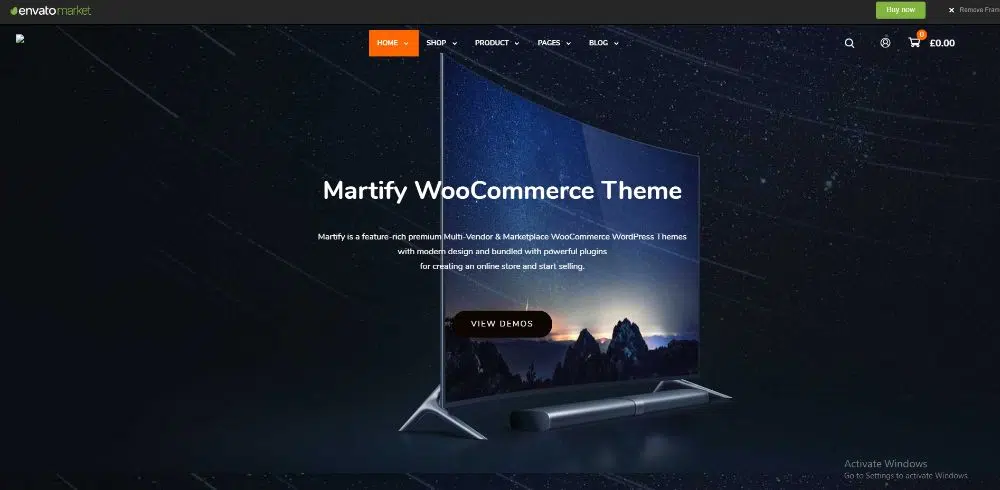 envatomarket
Buy now
Remove Fram
HOME SHOP PRODUCT PAGES BLOG
0
£0.00
Martify WooCommerce Theme
Martify is a feature-rich premium Multi-Vendor & Marketplace WooCommerce WordPress Themes
with modern design and bundled with powerful plugins
for creating an online store and start selling.
VIEW DEMOS
Activate Windows
Go to Settings to activate Windows.